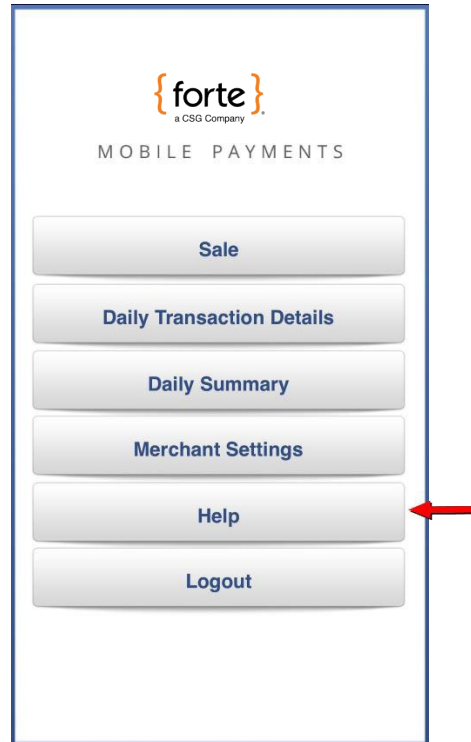 { forte }.
a CSG Company
MOBILE PAYMENTS
Sale
Daily Transaction Details
Daily Summary
Merchant Settings
Help
Logout